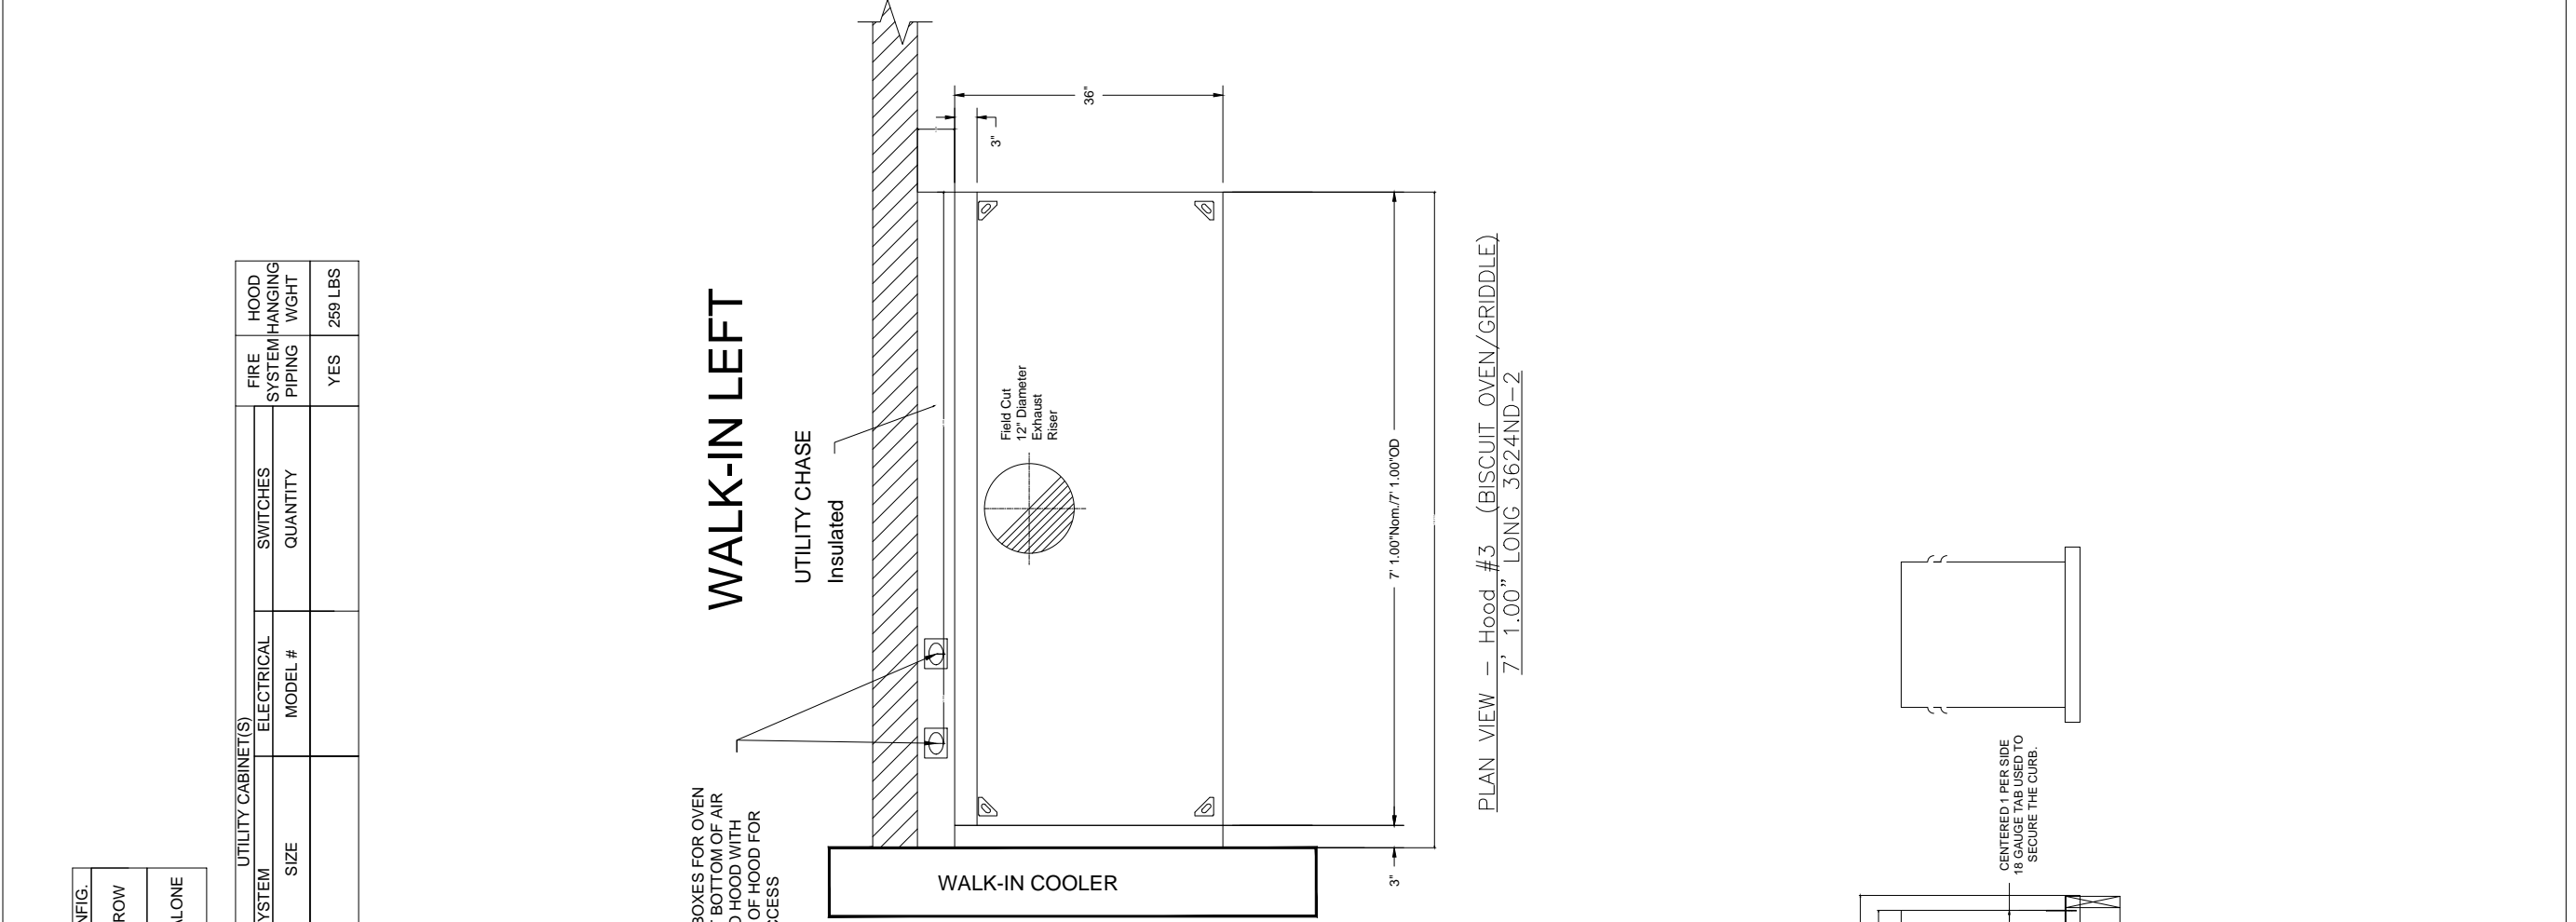 NFIG.
ROW
ALONE
UTILITY CABINET(S)
YSTEM
SIZE
ELECTRICAL
MODEL #
SWITCHES
QUANTITY
FIRE
SYSTEM
PIPING
YES
HOOD
HANGING
WGHT
259 LBS
WALK-IN LEFT
UTILITY CHASE
Insulated
BOXES FOR OVEN
BOTTOM OF AIR
HOOD WITH
OF HOOD FOR
CCESS
36"
3"
Field Cut
12" Diameter
Exhaust
Riser
7' 1.00"Nom./7' 1.00"OD
3"
WALK-IN COOLER
PLAN VIEW - Hood #3 (BISCUIT OVEN/GRIDDLE)
7' 1.00" LONG 3624ND-2
CENTERED 1 PER SIDE
18 GAUGE TAB USED TO
SECURE THE CURB.